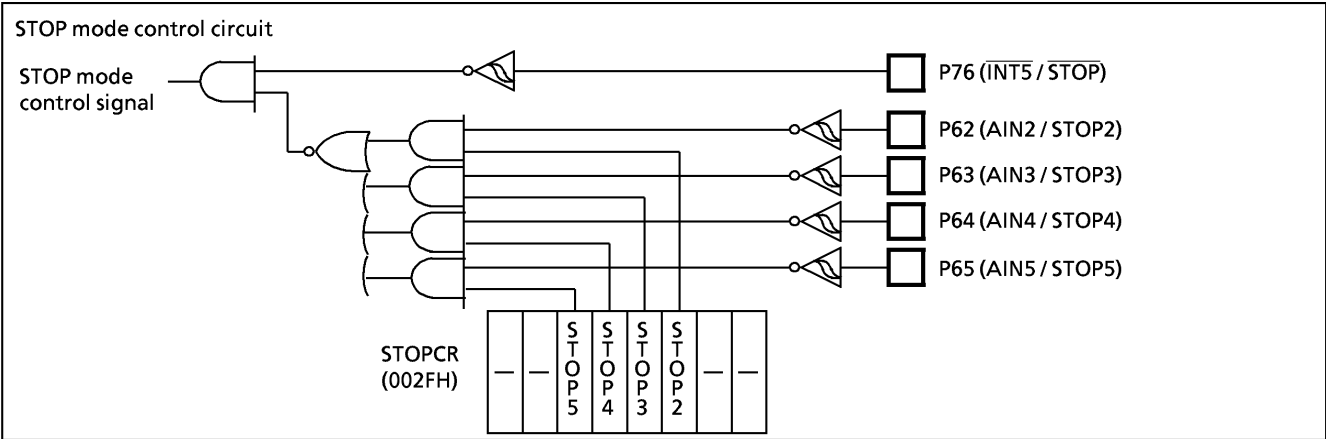 STOP mode control circuit
STOP mode
control signal
P76 (INT5 / STOP)
P62 (AIN2 / STOP2)
P63 (AIN3 / STOP3)
P64 (AIN4 / STOP4)
P65 (AIN5 / STOP5)
STOPCR
(002FH)
— — STOP5 STOP4 STOP3 STOP2 — —